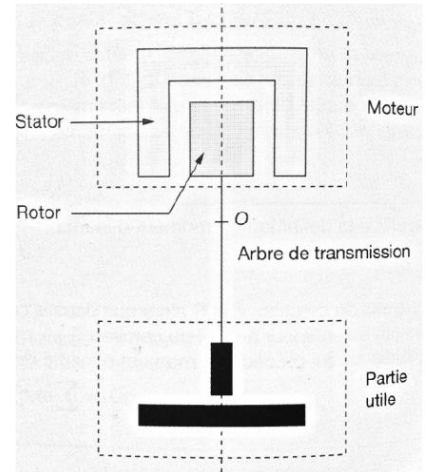 Moteur
Stator
Rotor
O
Arbre de transmission
Partie
utile